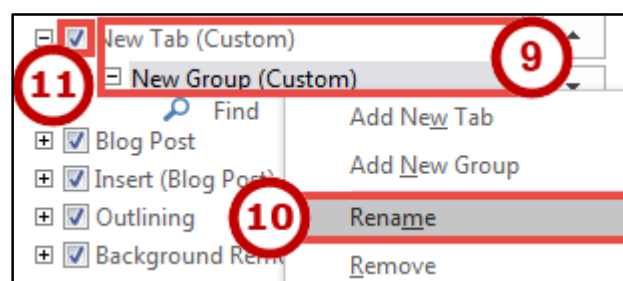 New Tab (Custom)
9
11
New Group (Custom)
Find
Add New Tab
Blog Post
Add New Group
Insert (Blog Post)
Outlining
10
Rename
Background
Remove